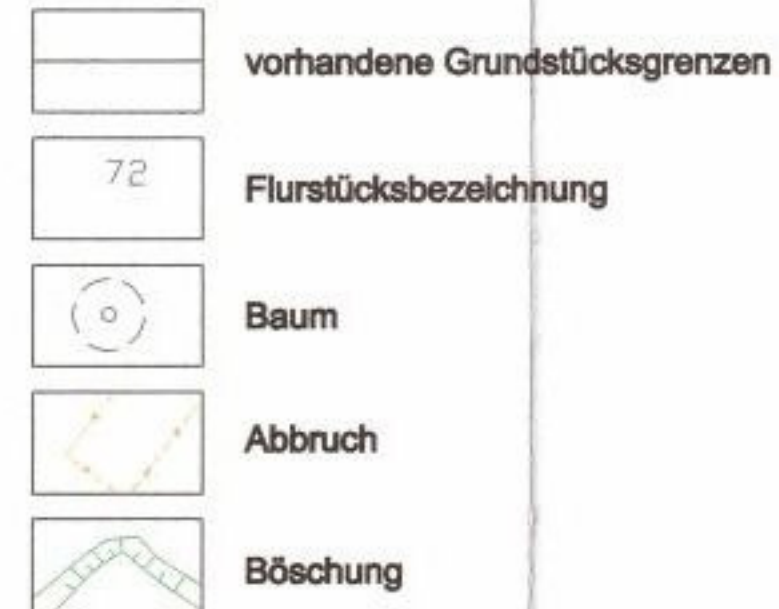 vorhandene Grundstücksgrenzen
72
Flurstücksbezeichnung
Baum
Abbruch
Böschung